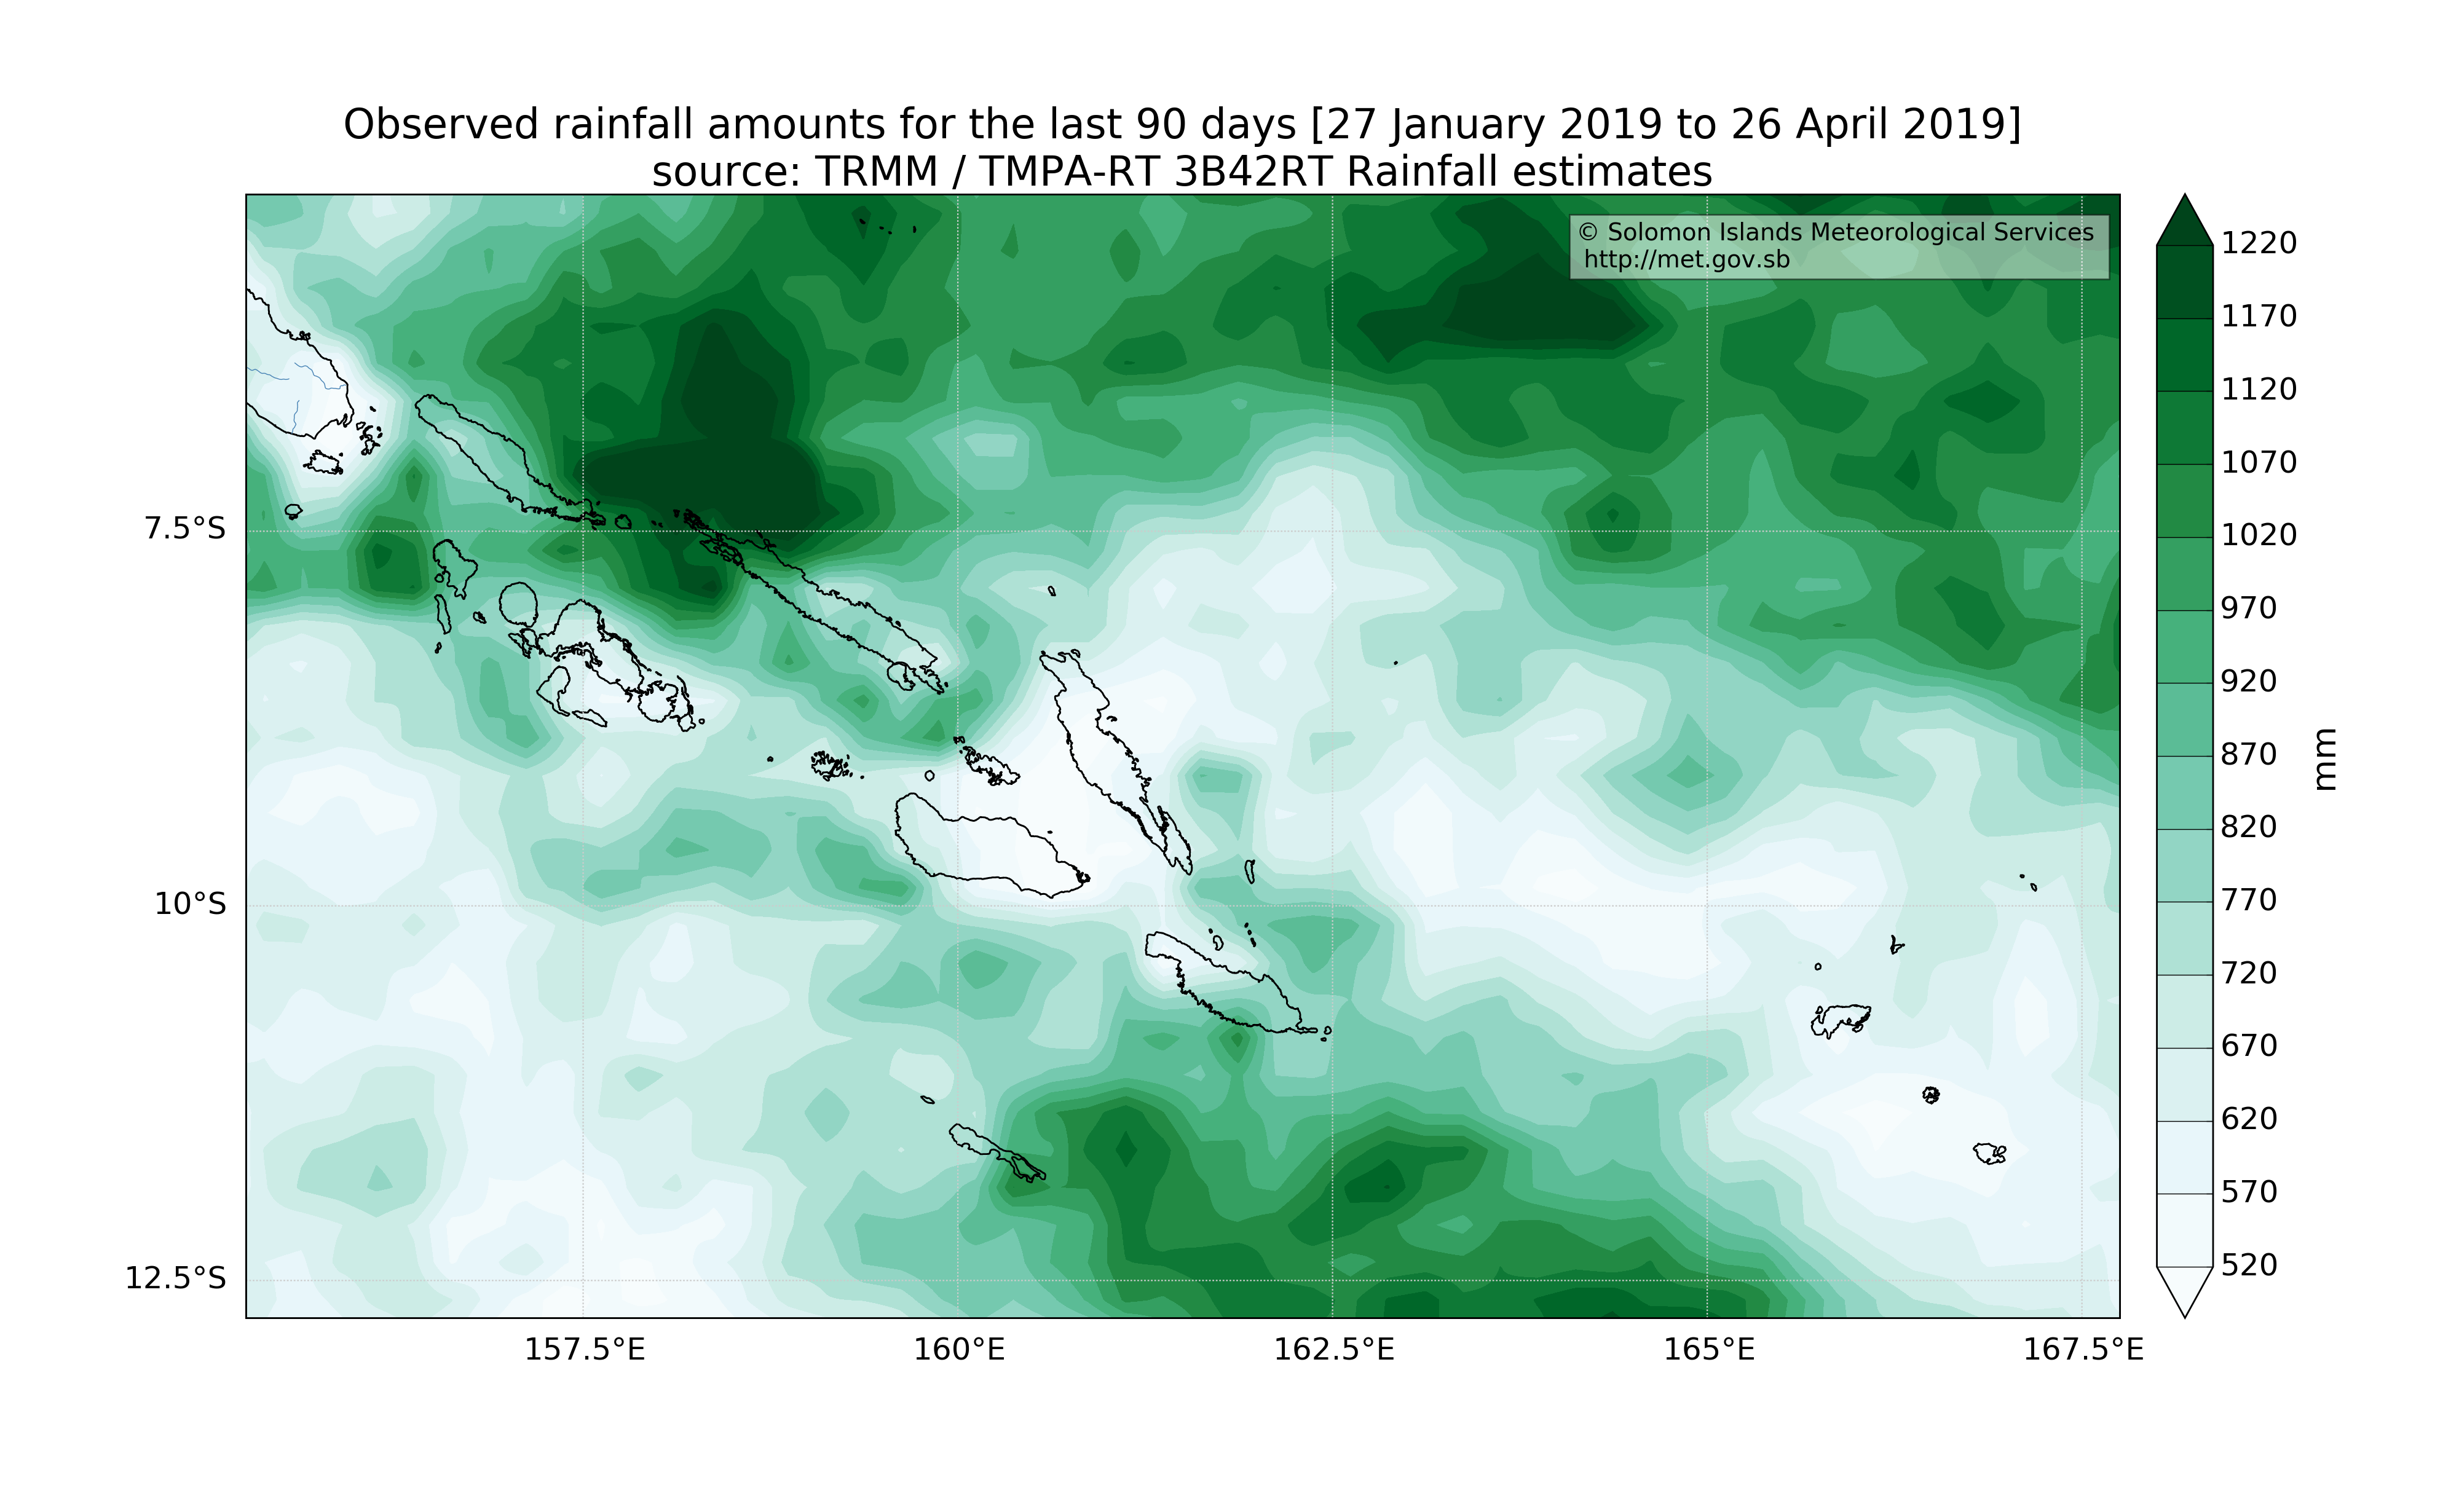 Observed rainfall amounts for the last 90 days [27 January 2019 to 26 April 2019]
source: TRMM / TMPA-RT 3B42RT Rainfall estimates
© Solomon Islands Meteorological Services
http://met.gov.sb
7.5°S
10°S
12.5°S
157.5°E
160°E
162.5°E
165°E
167.5°E
1220
1170
1120
1070
1020
970
920
870
820
770
720
670
620
570
520
mm